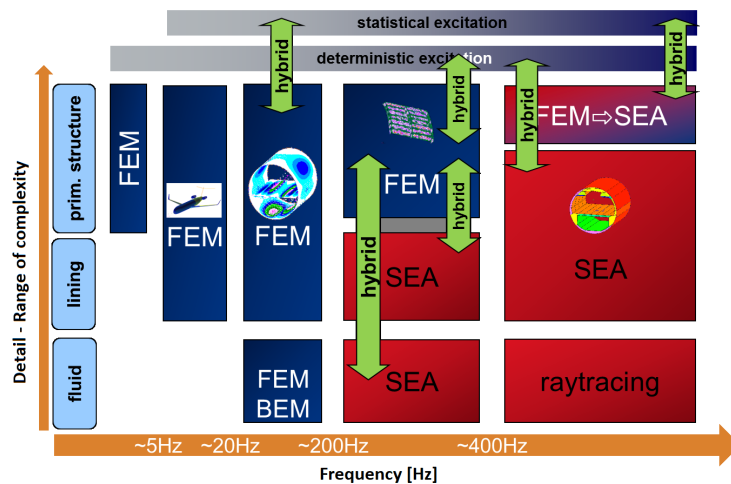 statistical excitation
deterministic excitation
hybrid
hybrid
hybrid
hybrid
FEM⇨SEA
Detail - Range of complexity
prim. structure
FEM
FEM
FEM
FEM
hybrid
hybrid
lining
SEA
SEA
fluid
FEM
BEM
SEA
raytracing
~5Hz
~20Hz
~200Hz
~400Hz
Frequency [Hz]